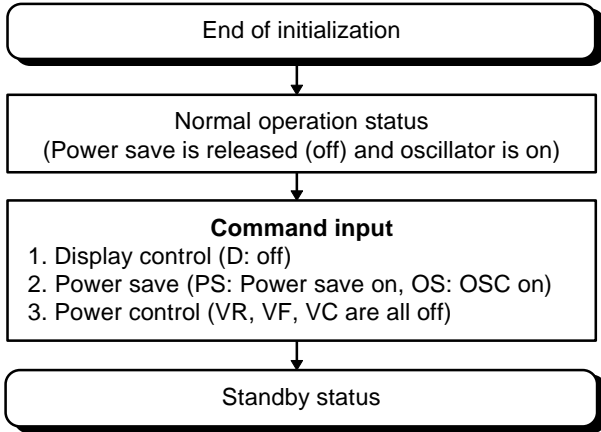 End of initialization
Normal operation status
(Power save is released (off) and oscillator is on)
Command input
1. Display control (D: off)
2. Power save (PS: Power save on, OS: OSC on)
3. Power control (VR, VF, VC are all off)
Standby status